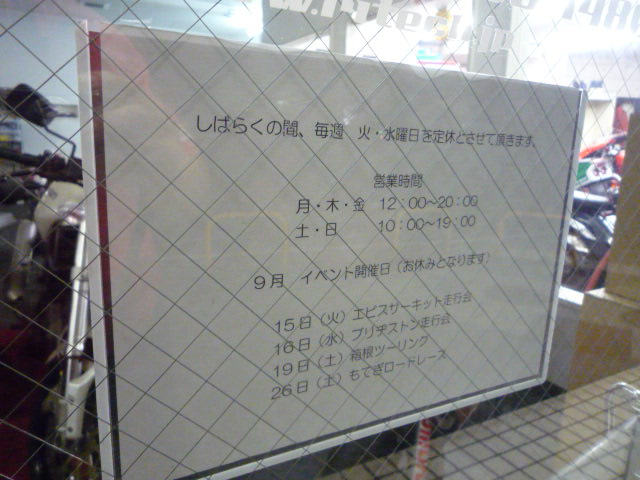 しばらくの間、毎週 火・水曜日を定休とさせて頂きます。
営業時間
月・木・金 12:00~20:00
土・日 10:00~19:00
9月 イベント開催日(お休みとなります)
15日(火)エビスサーキット走行会
16日(水)ブリヂストン走行会
19日(土)箱根ツーリング
26日(土)もてぎロードレース